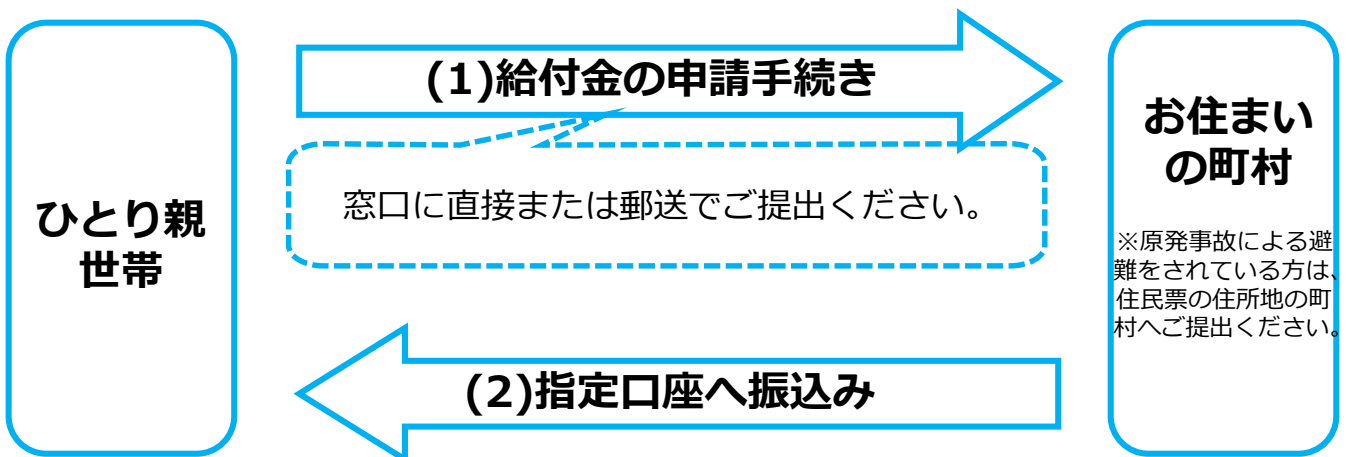 ひとり親
世帯
(1)給付金の申請手続き
窓口に直接または郵送でご提出ください。
(2)指定口座へ振込み
お住まい
の町村
※原発事故による避
難をされている方は、
住民票の住所地の町
村へご提出ください。